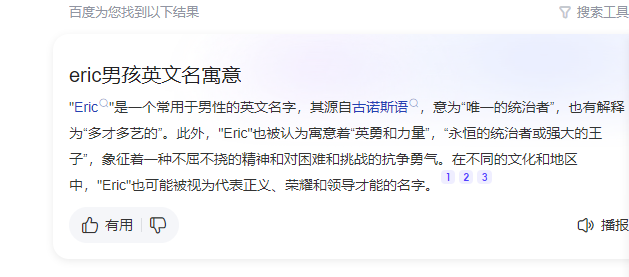 百度为您找到以下结果
搜索工具
eric男孩英文名寓意
"Eric"是一个常用于男性的英文名字，其源自古诺斯语，意为“唯一的统治者”，也有解释
为“多才多艺的”。此外，"Eric"也被认为寓意着“英勇和力量”，“永恒的统治者或强大的王
子”，象征着一种不屈不挠的精神和对困难和挑战的抗争勇气。在不同的文化和地区
中，"Eric"也可能被视为代表正义、荣耀和领导才能的名字。 1 2 3
有用
播报